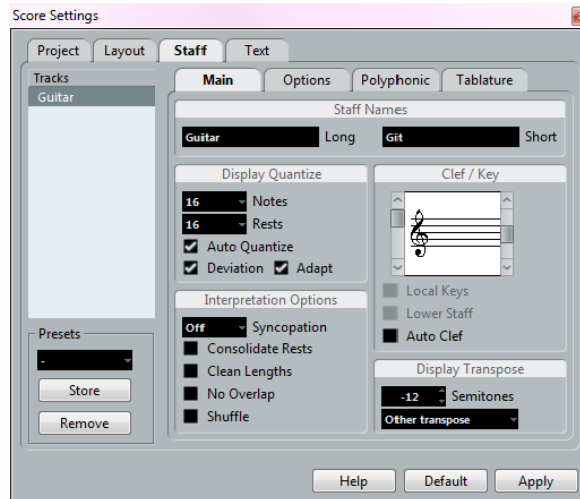 Score Settings
Project Layout Staff Text
Tracks
Guitar
Main Options Polyphonic Tablature
Staff Names
Guitar Long Git Short
Display Quantize
16 Notes
16 Rests
Auto Quantize
Deviation Adapt
Clef / Key
Local Keys
Lower Staff
Auto Clef
Interpretation Options
Off Syncopation
Consolidate Rests
Clean Lengths
No Overlap
Shuffle
Display Transpose
-12 Semitones
Other transpose
Presets
-
Store
Remove
Help Default Apply